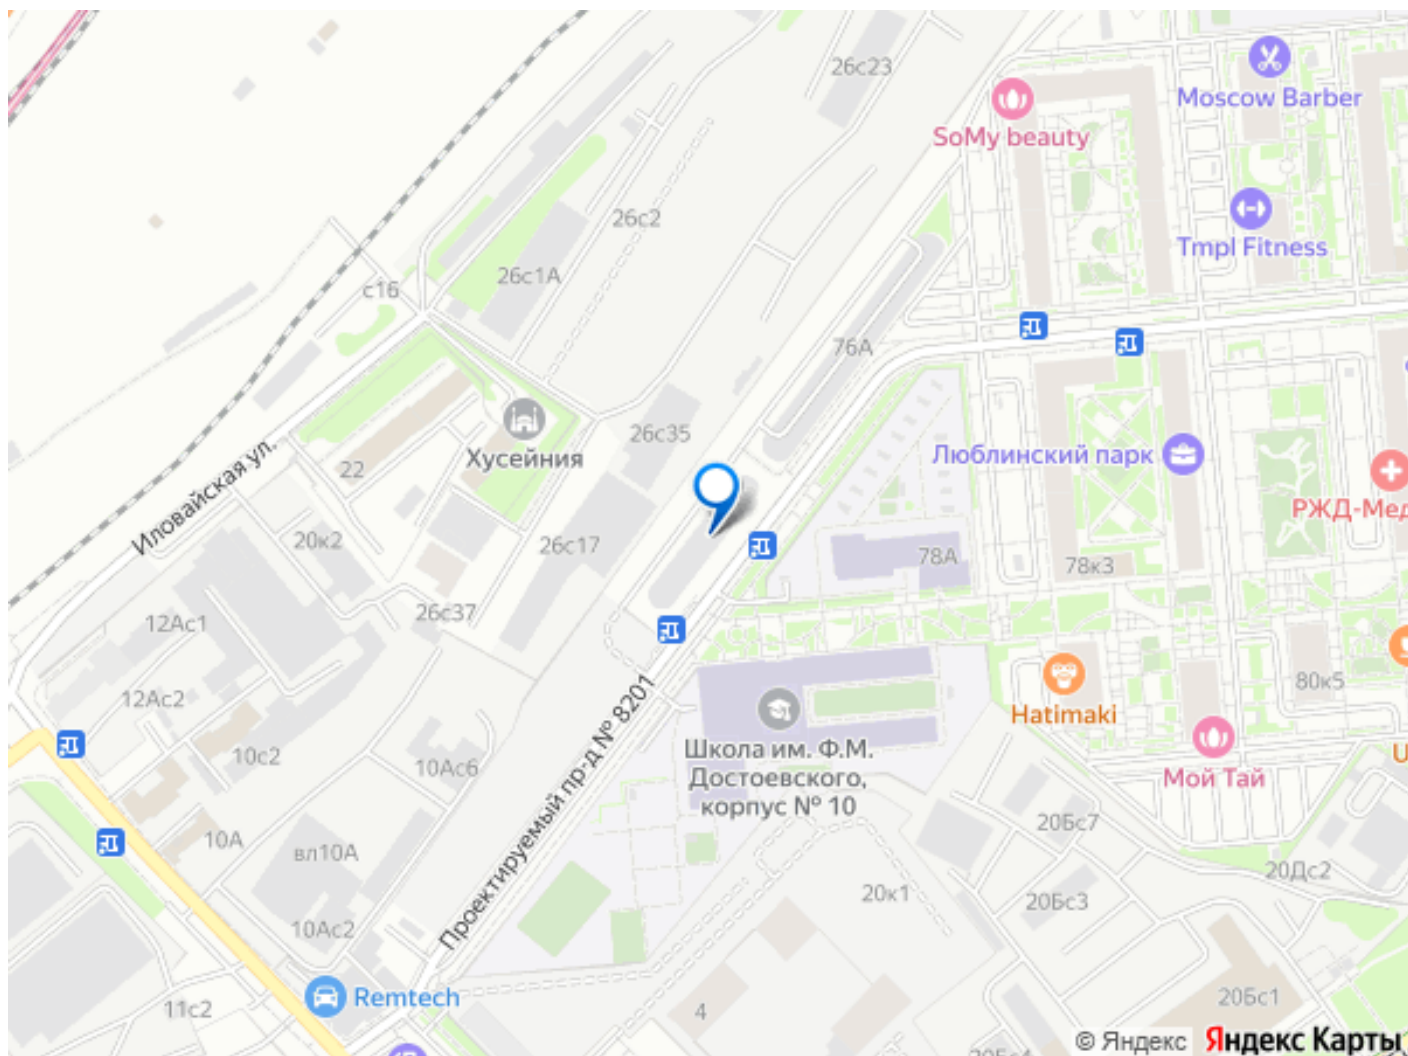 26с23
Moscow Barber
SoMy beauty
26с2
Tmpl Fitness
26с1А
с16
76А
26с35
Хусейния
22
Люблинский парк
Иловайская ул.
РЖД-Мед
20к2
26с17
78А
78к3
26с37
12Ас1
12Ас2
80к5
Hatimaki
Проектируемый пр-д № 8201
10с2
10Ас6
Школа им. Ф.М.
Достоевского,
корпус № 10
Мой Тай
20Бс7
10А
вл10А
20Дс2
20к1
20Бс3
10Ас2
Remtech
11с2
4
20Бс1
© Яндекс
Яндекс Карты